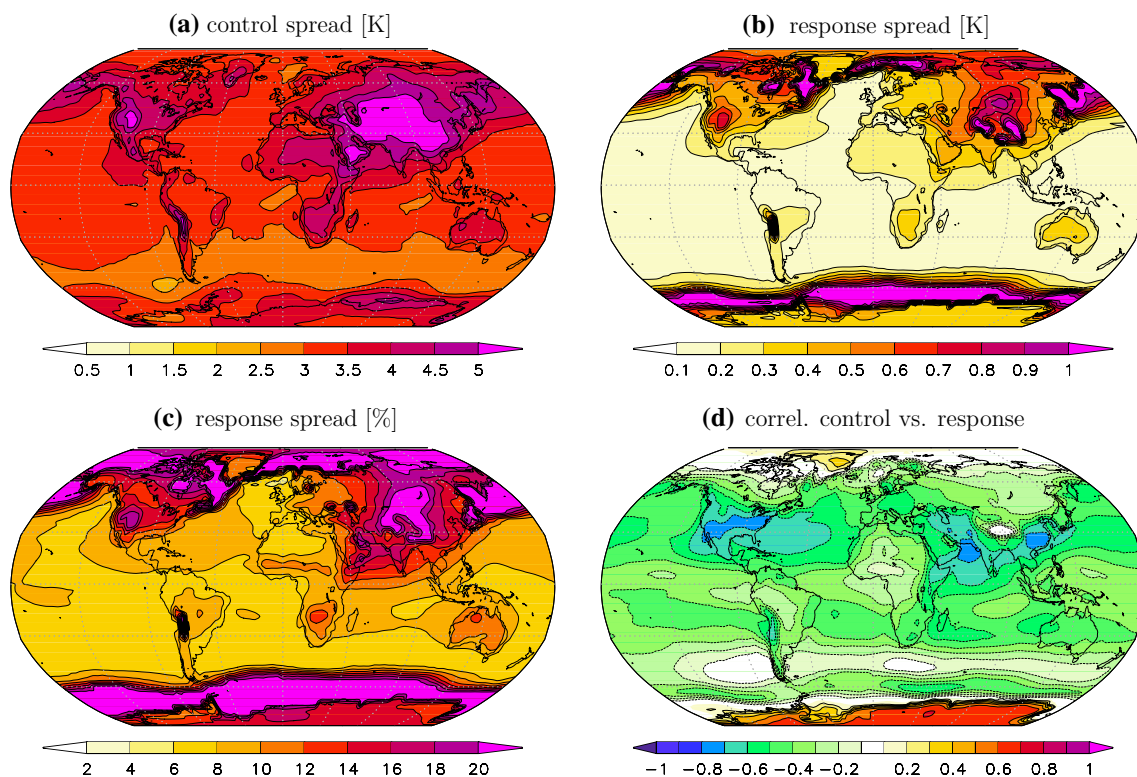 (a) control spread [K]
(b) response spread [K]
0.5 1 1.5 2 2.5 3 3.5 4 4.5 5
0.1 0.2 0.3 0.4 0.5 0.6 0.7 0.8 0.9 1
(c) response spread [%]
(d) correl. control vs. response
2 4 6 8 10 12 14 16 18 20
−1 −0.8 −0.6 −0.4 −0.2 0.2 0.4 0.6 0.8 1